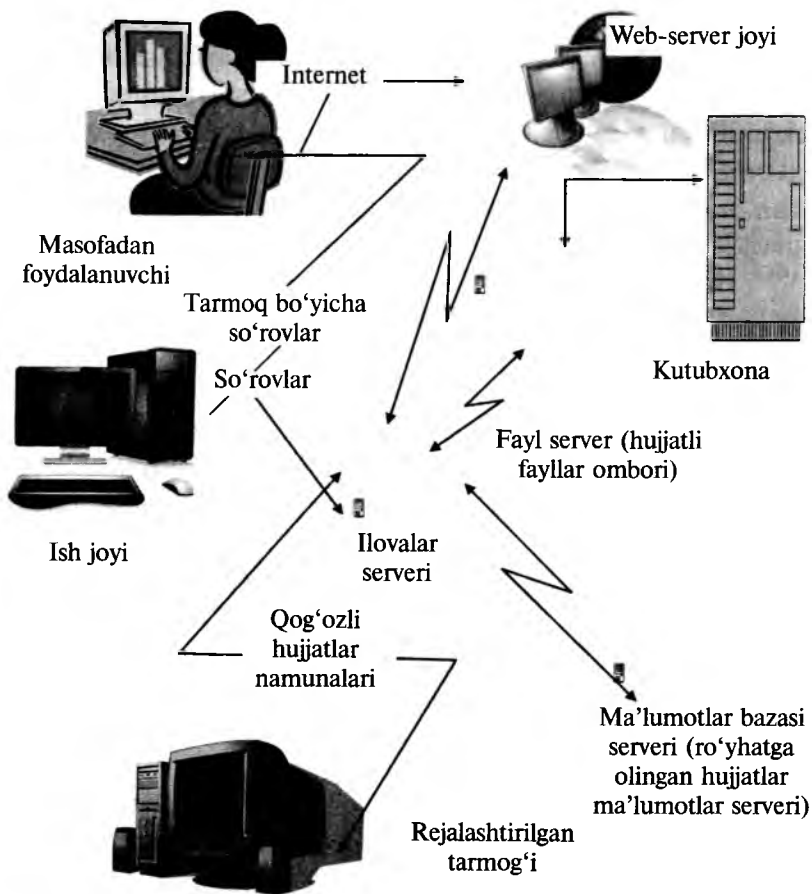 Internet
Web-server joyi
Masofadan
foydalanuvchi
Tarmoq bo‘yicha
so‘rovlar
So‘rovlar
Kutubxona
Fayl server (hujjatli
fayllar ombori)
Ish joyi
Ilovalar
serveri
Qog‘ozli
hujjatlar
namunalari
Ma’lumotlar bazasi
serveri (ro‘yhatga
olingan hujjatlar
ma’lumotlar serveri)
Rejalashtirilgan
tarmog‘i